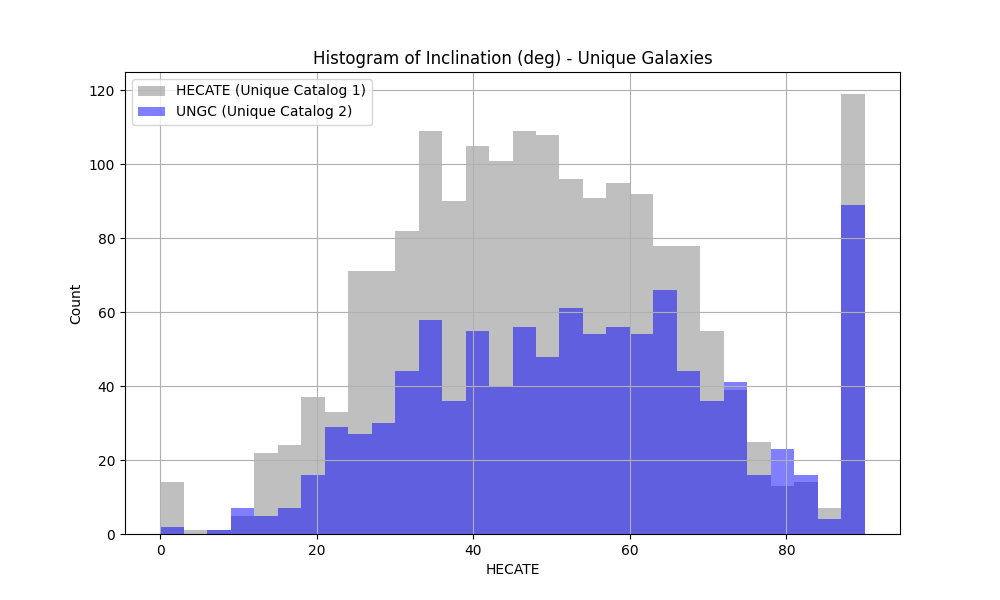 Histogram of Inclination (deg) - Unique Galaxies
HECATE (Unique Catalog 1)
UNGC (Unique Catalog 2)
120
100
80
60
40
20
0
Count
0 20 40 60 80
HECATE